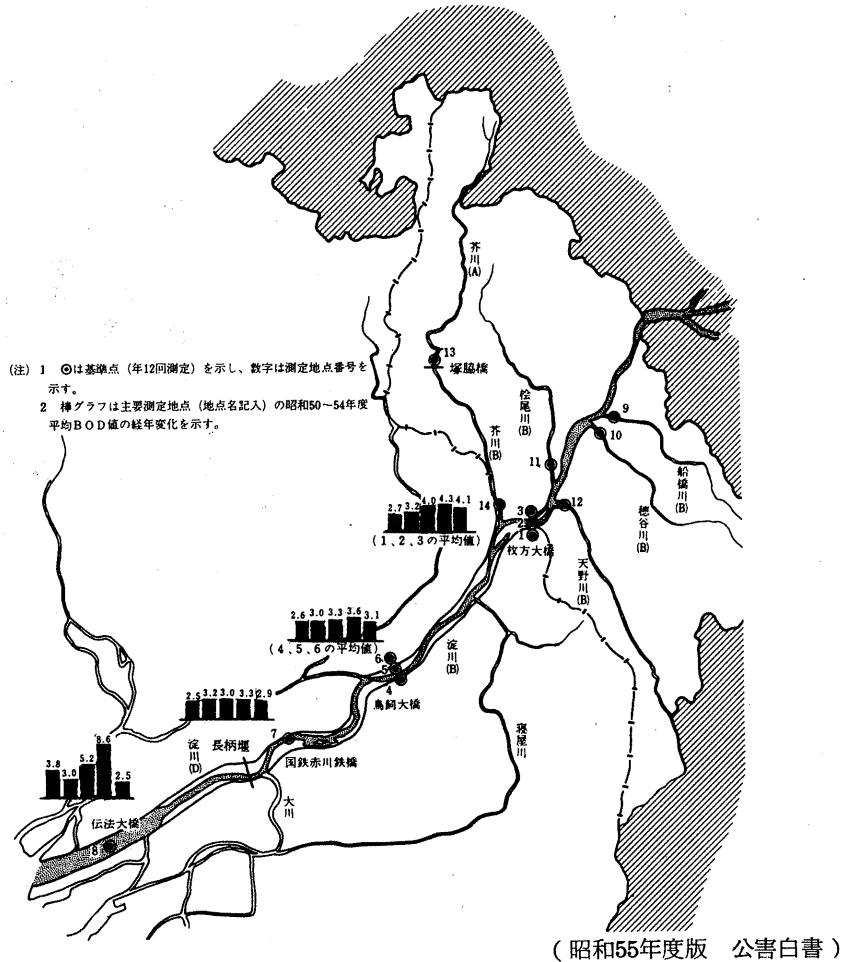 芥川
(A)
(注) 1 ◎は基準点(年12回測定)を示し、数字は測定地点番号を
示す。
2 棒グラフは主要測定地点(地点名記入)の昭和50〜54年度
平均BOD値の経年変化を示す。
13
塚脇橋
桧尾川(B)
9
10
芥川
(B)
11
船橋川(B)
穂谷川(B)
2.7 3.2 4.0 4.3 4.1
(1、2、3の平均値)
14
3
2
1
12
枚方大橋
天野川
(B)
2.6 3.0 3.3 3.6 3.1
(4、5、6の平均値)
6
5
4
淀川
(B)
鳥飼大橋
2.5 3.2 3.0 3.3 2.9
寝屋川
淀川(D)
長柄堰
7
国鉄赤川鉄橋
3.8 3.0 5.2 8.6 2.5
大川
伝法大橋
8
(昭和55年度版 公害白書)